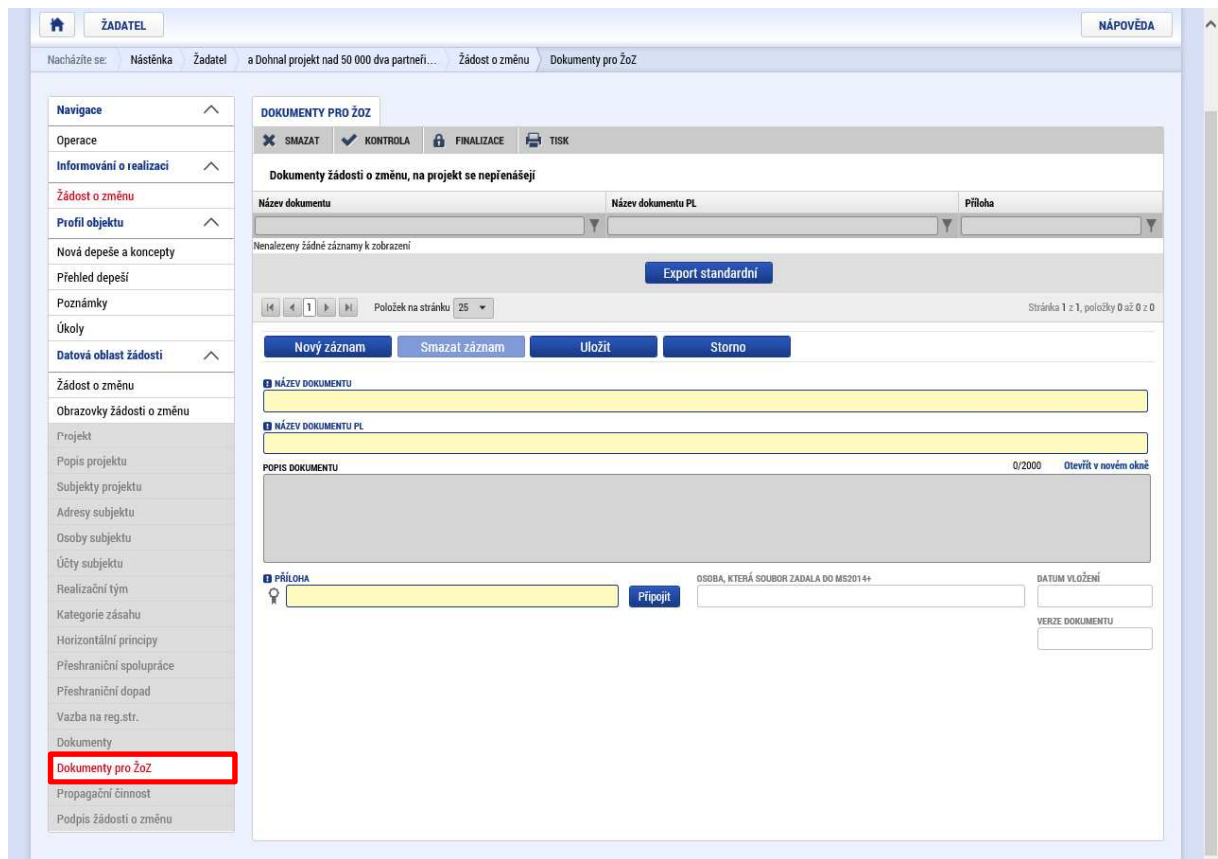 ŽADATEL
NÁPOVĚDA
Nacházíte se: Nástěnka Žadatel a Dohnal projekt nad 50 000 dva partneři... Žádost o změnu Dokumenty pro ŽoZ
Navigace
Operace
Informování o realizaci
Žádost o změnu
Profil objektu
Nová depeše a koncepty
Přehled depeší
Poznámky
Úkoly
Datová oblast žádosti
Žádost o změnu
Obrazovky žádosti o změnu
Projekt
Popis projektu
Subjekty projektu
Adresy subjektu
Osoby subjektu
Účty subjektu
Realizační tým
Kategorie zásahu
Horizontální principy
Přeshraniční spolupráce
Přeshraniční dopad
Vazba na reg.str.
Dokumenty
Dokumenty pro ŽoZ
Propagační činnost
Podpis žádosti o změnu
DOKUMENTY PRO ŽOZ
SMAZAT KONTROLA FINALIZACE TISK
Dokumenty žádosti o změnu, na projekt se nepřenášejí
Název dokumentu Název dokumentu PL Příloha
Nenalezeny žádné záznamy k zobrazení
Export standardní
1 Položek na stránku 25 Stránka 1 z 1, položky 0 až 0 z 0
Nový záznam Smazat záznam Uložit Storno
NÁZEV DOKUMENTU
NÁZEV DOKUMENTU PL
POPIS DOKUMENTU 0/2000 Otevřít v novém okně
PŘÍLOHA OSOBA, KTERÁ SOUBOR ZADALA DO MS2014+ DATUM VLOŽENÍ
Připojit
VERZE DOKUMENTU